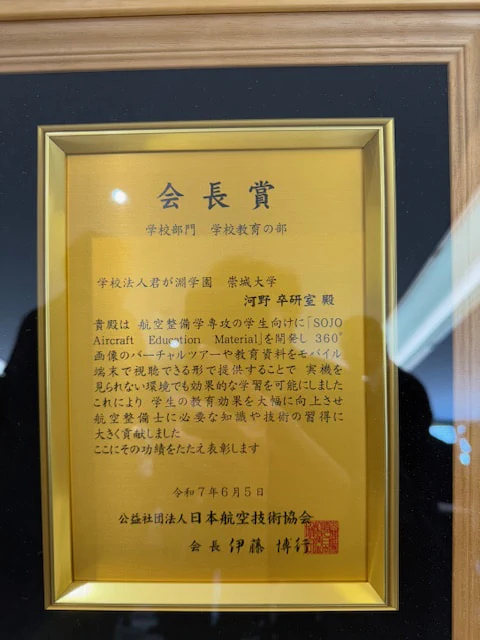 会長賞
学校部門 学校教育の部
学校法人君が淵学園 崇城大学
河野 卒研室 殿
貴殿は 航空整備学専攻の学生向けに「SOJO
Aircraft Education Material」を開発し 360°
画像のバーチャルツアーや教育資料をモバイル
端末で視聴できる形で提供することで 実機を
見られない環境でも効果的な学習を可能にしました
これにより 学生の教育効果を大幅に向上させ
航空整備士に必要な知識や技術の習得に
大きく貢献しました
ここにその功績をたたえ表彰します
令和7年6月5日
公益社団法人日本航空技術協会
会長 伊藤 博行